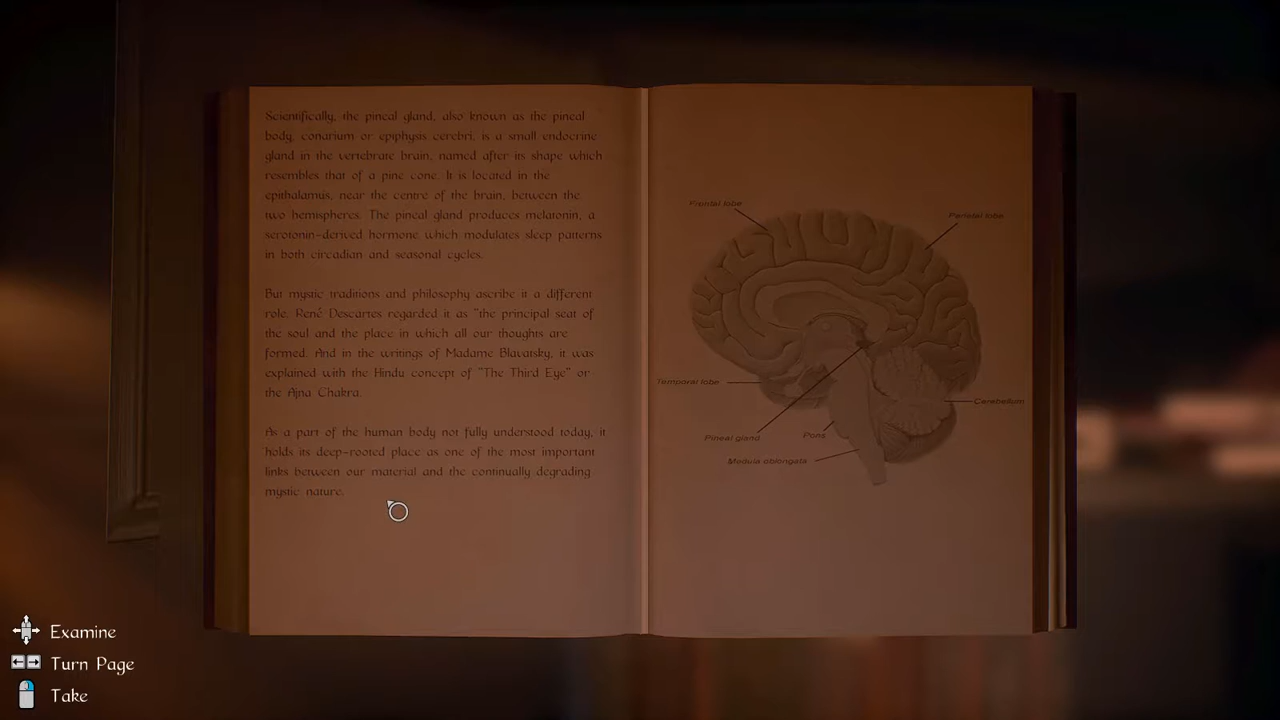 Scientifically, the pineal gland, also known as the pineal
body, conarium or epiphysis cerebri, is a small endocrine
gland in the vertebrate brain, named after its shape which
resembles that of a pine cone. It is located in the
epithalamus, near the centre of the brain, between the
two hemispheres. The pineal gland produces melatonin, a
serotonin-derived hormone which modulates sleep patterns
in both circadian and seasonal cycles.
But mystic traditions and philosophy ascribe it a different
role. René Descartes regarded it as "the principal seat of
the soul and the place in which all our thoughts are
formed. And in the writings of Madame Blavatsky, it was
explained with the Hindu concept of "The Third Eye" or
the Ajna Chakra.
As a part of the human body not fully understood today, it
holds its deep-rooted place as one of the most important
links between our material and the continually degrading
mystic nature.
Frontal lobe
Parietal lobe
Temporal lobe
Carabellum
Pineal gland
Pons
Modula oblongata
Examine
Turn Page
Take